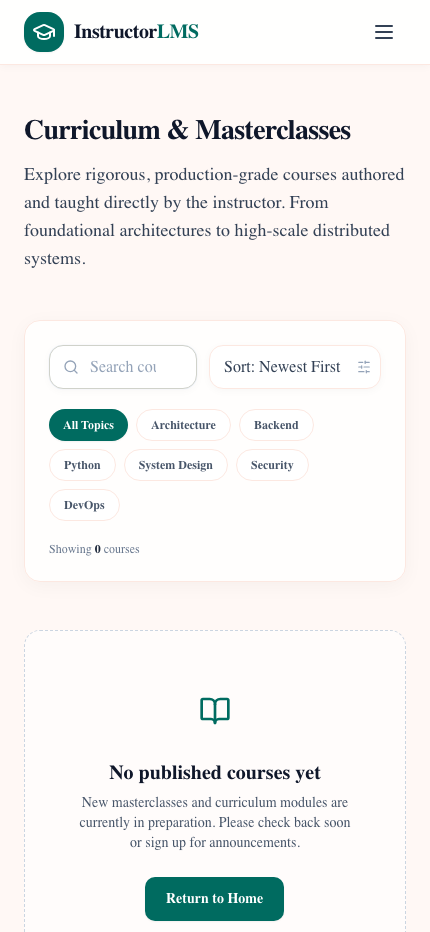 InstructorLMS
Curriculum & Masterclasses
Explore rigorous, production-grade courses authored
and taught directly by the instructor. From
foundational architectures to high-scale distributed
systems.
Search cou
Sort: Newest First
All Topics
Architecture
Backend
Python
System Design
Security
DevOps
Showing 0 courses
No published courses yet
New masterclasses and curriculum modules are
currently in preparation. Please check back soon
or sign up for announcements.
Return to Home